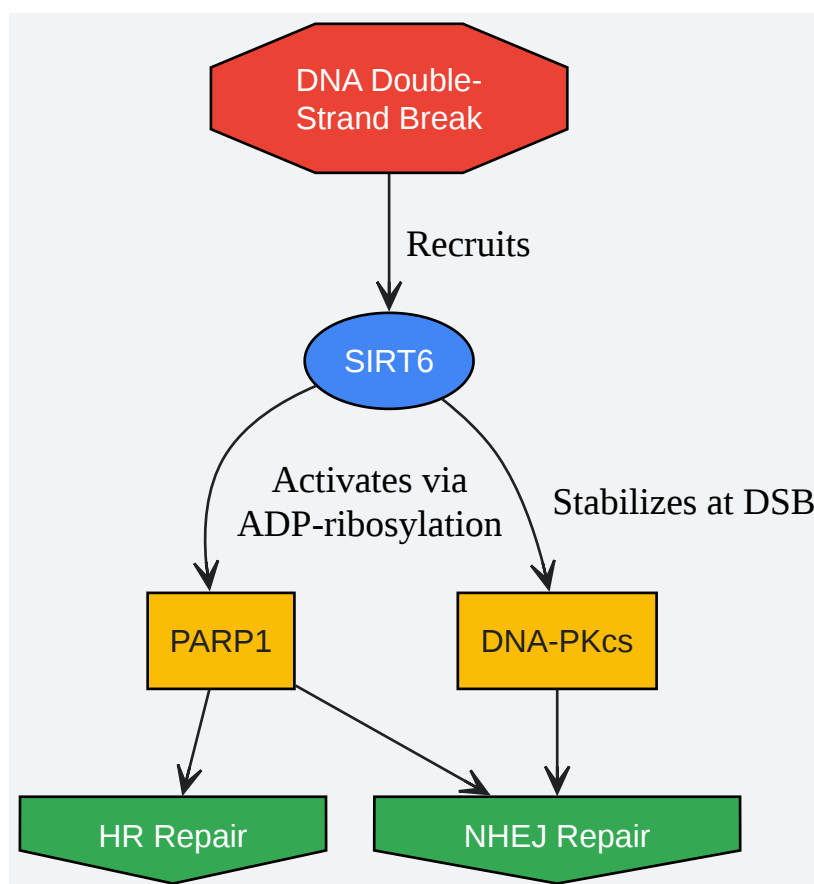 DNA Double-
Strand Break
Recruits
SIRT6
Activates via
ADP-ribosylation
Stabilizes at DSB
PARP1
DNA-PKcs
HR Repair
NHEJ Repair